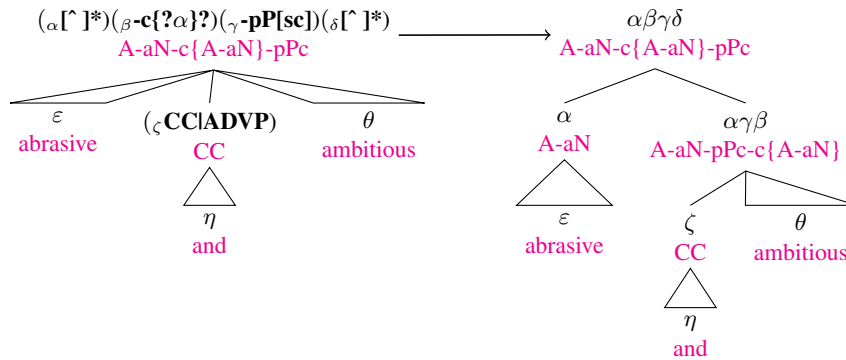 (α[^ ]*)(β-c{?α}?)(γ-pP[sc])(δ[^ ]*)
A-aN-c{A-aN}-pPc
ε
abrasive
(ζCC|ADVP)
CC
θ
ambitious
η
and
αβγδ
A-aN-c{A-aN}-pPc
α
A-aN
αγβ
A-aN-pPc-c{A-aN}
ε
abrasive
ζ
CC
θ
ambitious
η
and